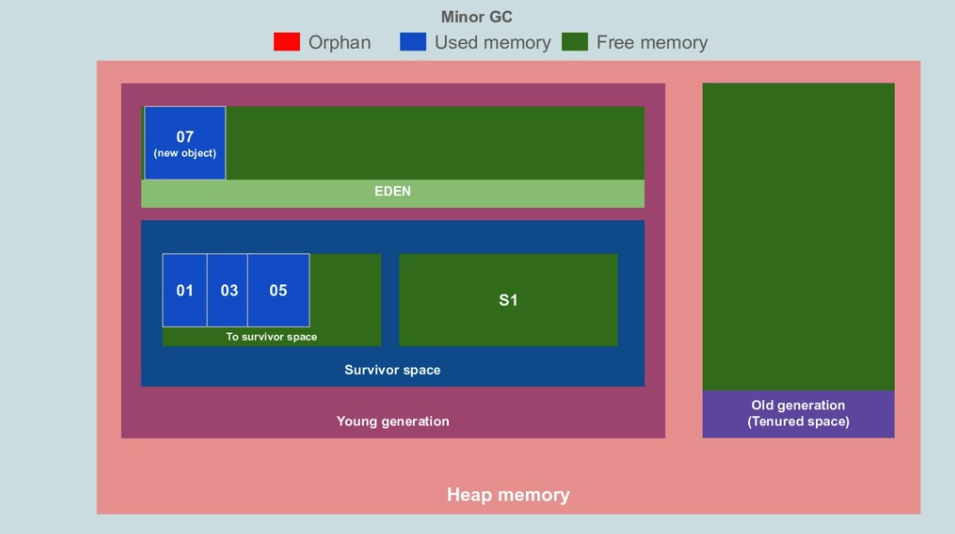 Minor GC
Orphan Used memory Free memory
07
(new object)
EDEN
01 03 05
S1
To survivor space
Survivor space
Young generation
Old generation
(Tenured space)
Heap memory